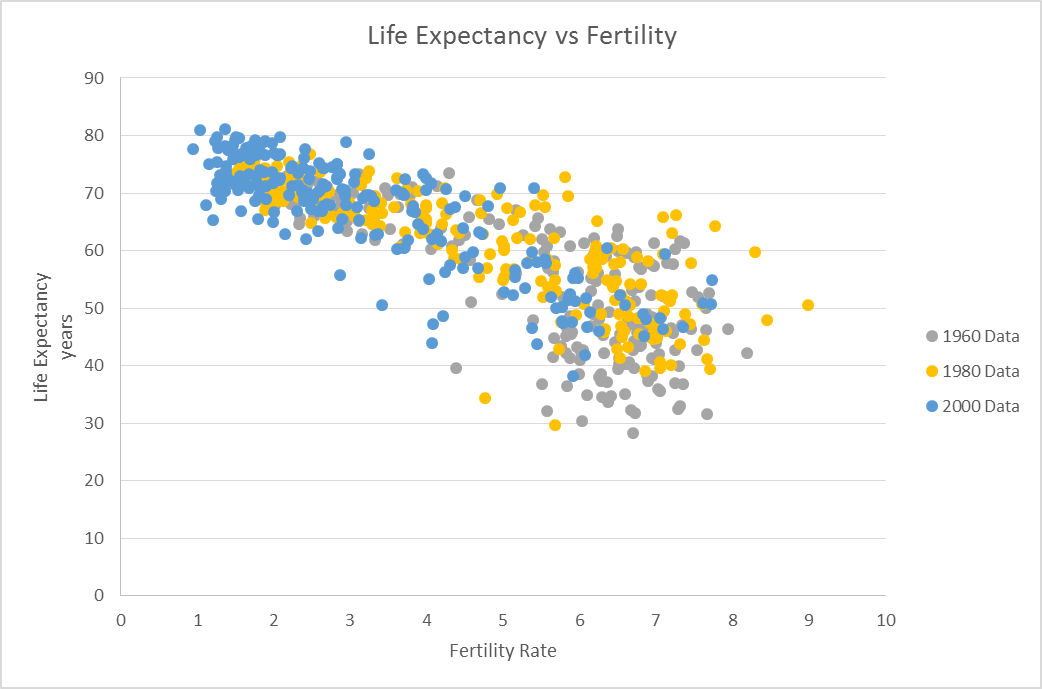 Life Expectancy vs Fertility
90
80
70
60
50
40
30
20
10
0
Life Expectancy
years
0 1 2 3 4 5 6 7 8 9 10
Fertility Rate
1960 Data
1980 Data
2000 Data